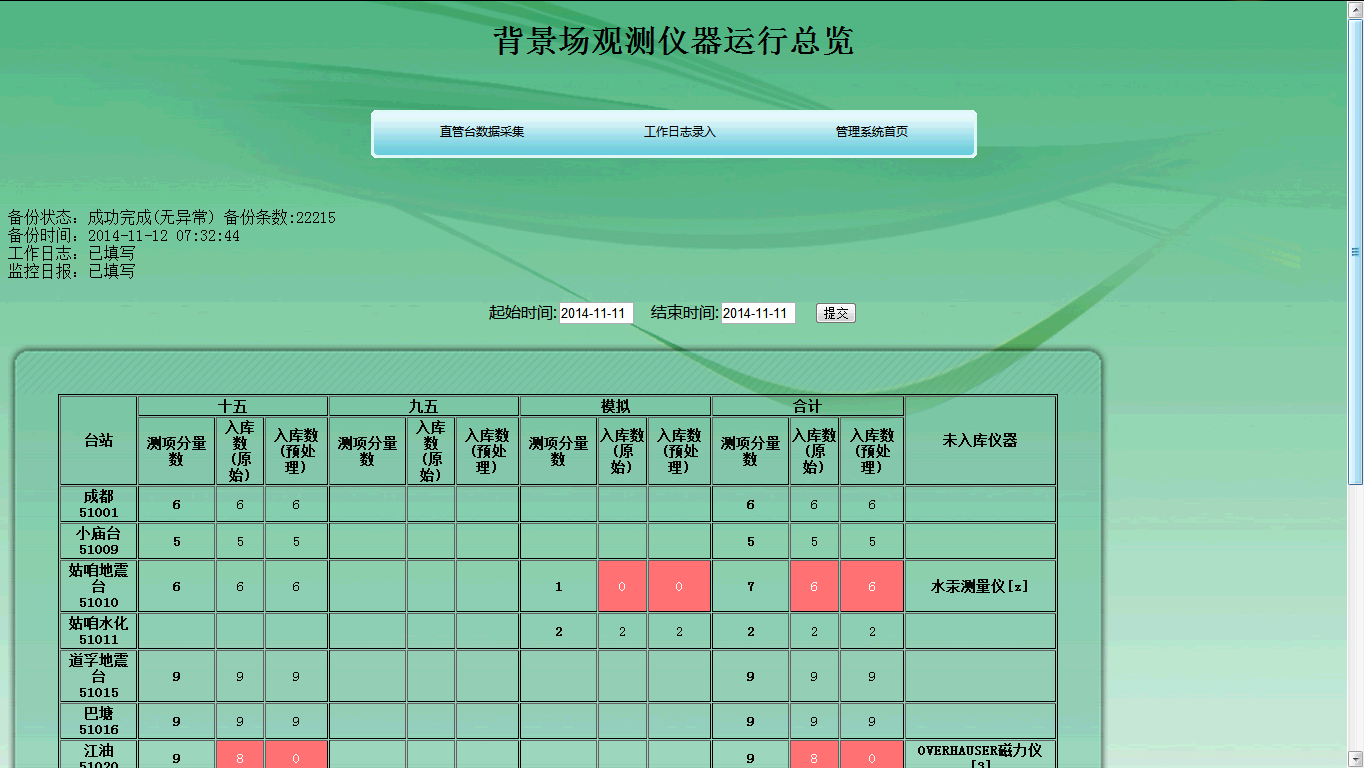 背景场观测仪器运行总览
直管台数据采集 工作日志录入 管理系统首页
备份状态: 成功完成(无异常) 备份条数:22215
备份时间: 2014-11-12 07:32:44
工作日志: 已填写
监控日报: 已填写
起始时间: 2014-11-11 结束时间: 2014-11-11 提交
台站 十五 九五 模拟 合计 未入库仪器
测项分量数 入库数(原始) 入库数(预处理) 测项分量数 入库数(原始) 入库数(预处理) 测项分量数 入库数(原始) 入库数(预处理) 测项分量数 入库数(原始) 入库数(预处理)
成都 51001 6 6 6 6 6 6
小庙台 51009 5 5 5 5 5 5
姑咱地震台 51010 6 6 6 1 0 0 7 6 6 水汞测量仪[z]
姑咱水化 51011 2 2 2 2 2 2
道孚地震台 51015 9 9 9 9 9 9
巴塘 51016 9 9 9 9 9 9
江油 51020 9 8 0 9 8 0 OVERHAUSER磁力仪[3]